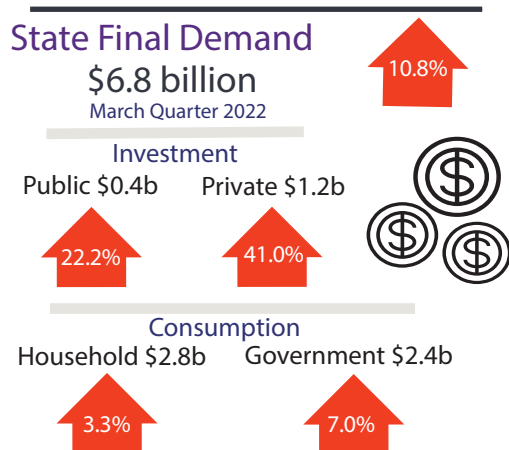 State Final Demand
$6.8 billion
March Quarter 2022
10.8%
Investment
Public $0.4b Private $1.2b
22.2% 41.0%
$ $ $
Consumption
Household $2.8b Government $2.4b
3.3% 7.0%